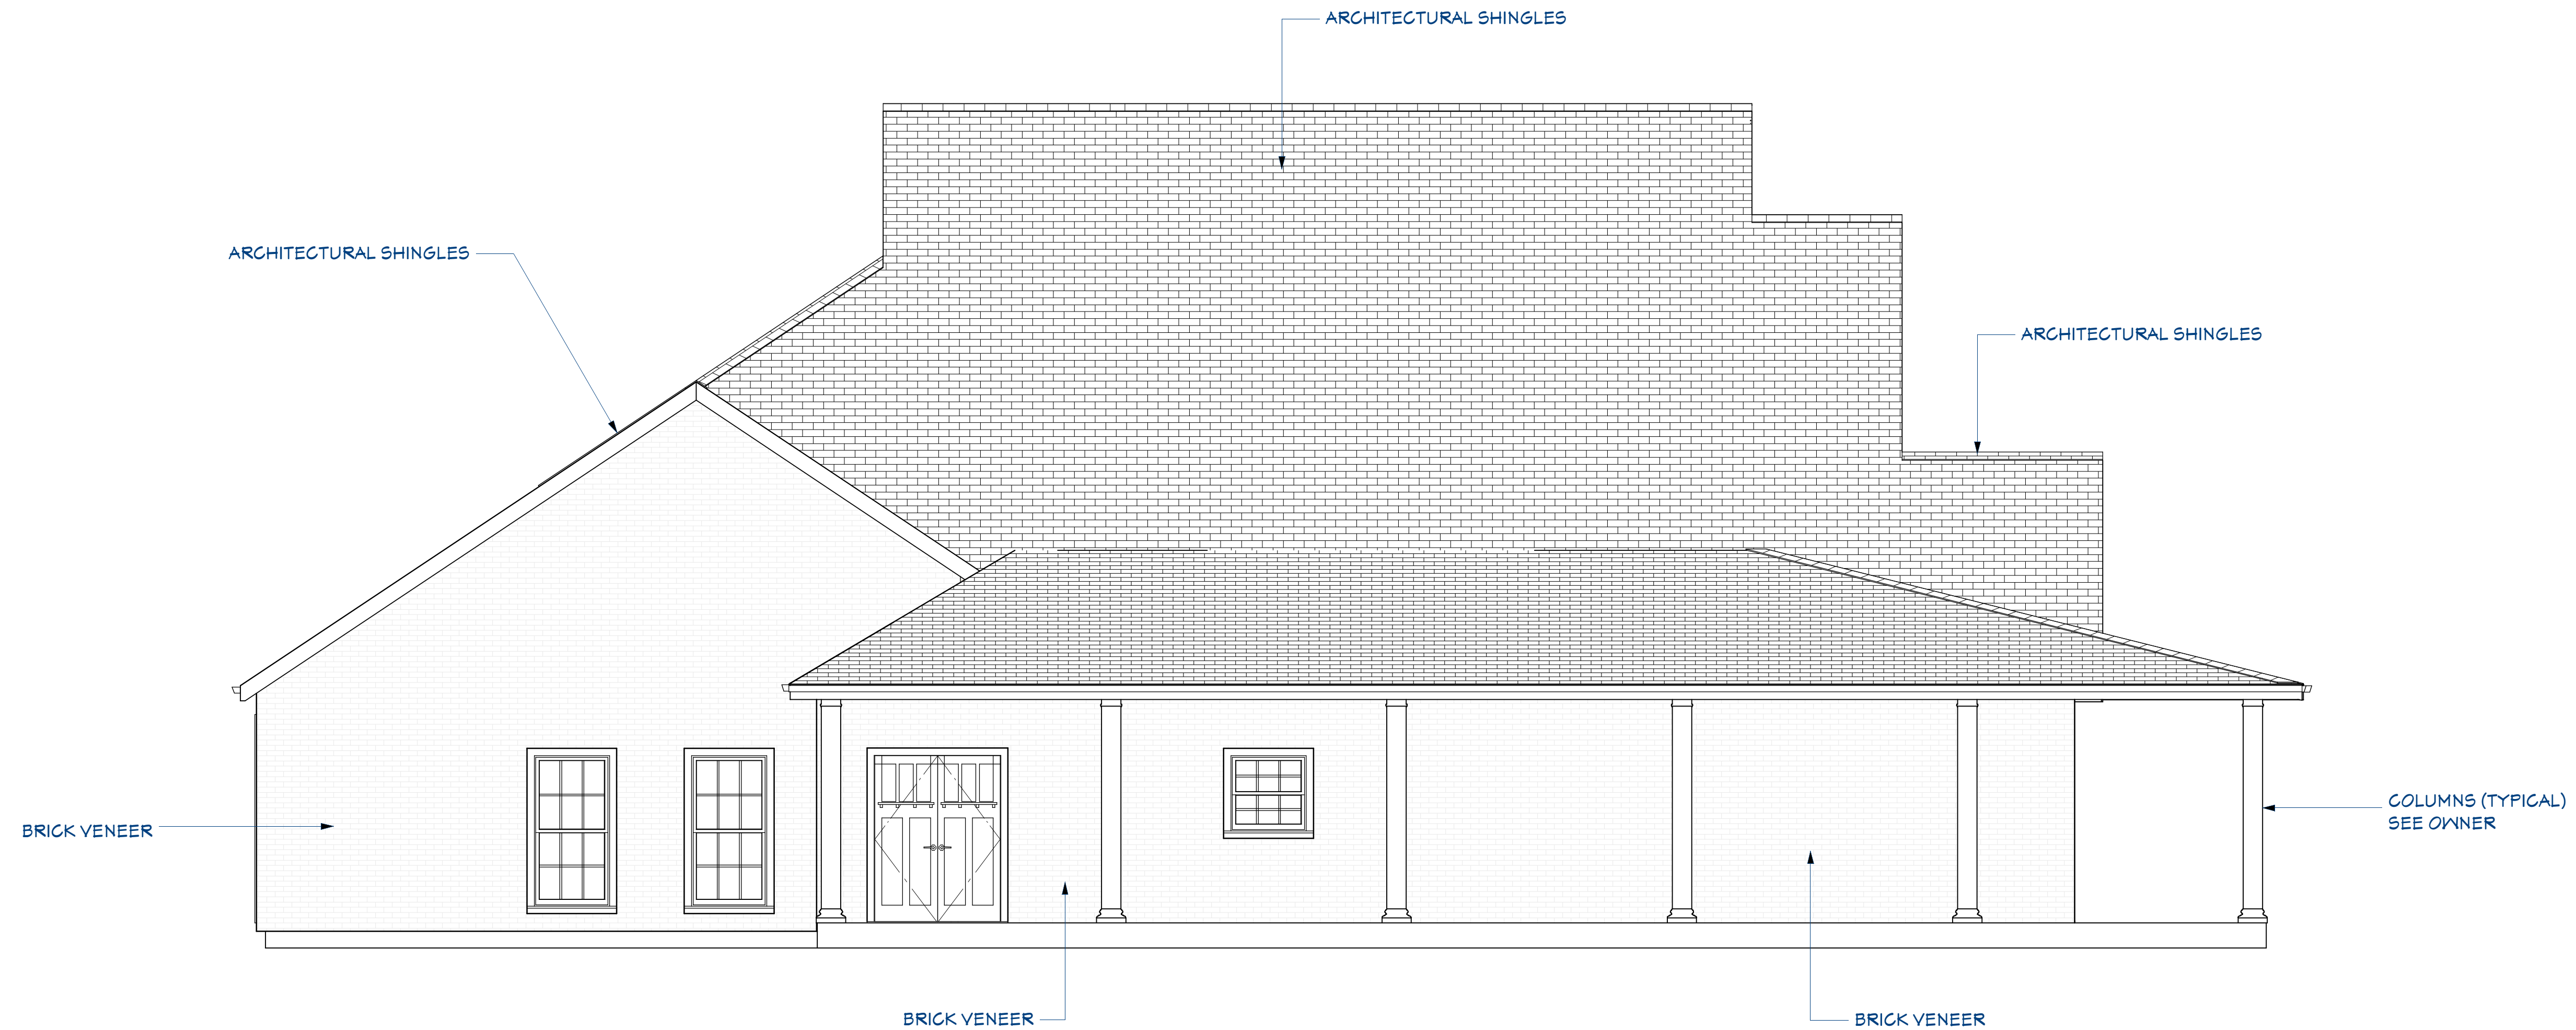 ARCHITECTURAL SHINGLES
ARCHITECTURAL SHINGLES
ARCHITECTURAL SHINGLES
COLUMNS (TYPICAL)
SEE OWNER
BRICK VENEER
BRICK VENEER
BRICK VENEER